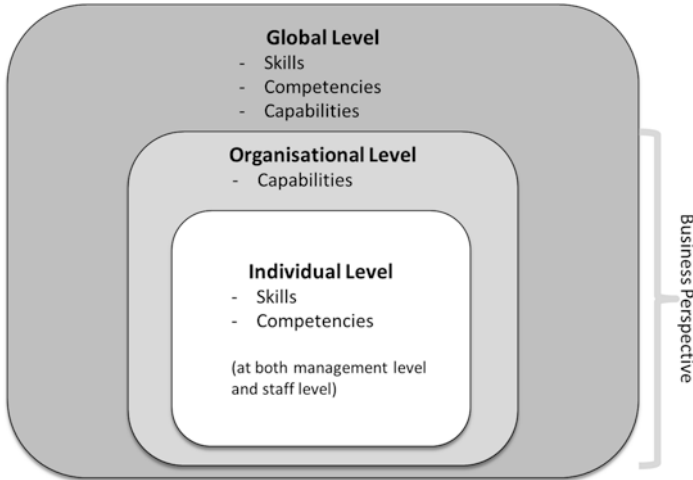 Global Level
- Skills
- Competencies
- Capabilities
Organisational Level
- Capabilities
Individual Level
- Skills
- Competencies
(at both management level
and staff level)
Business Perspective